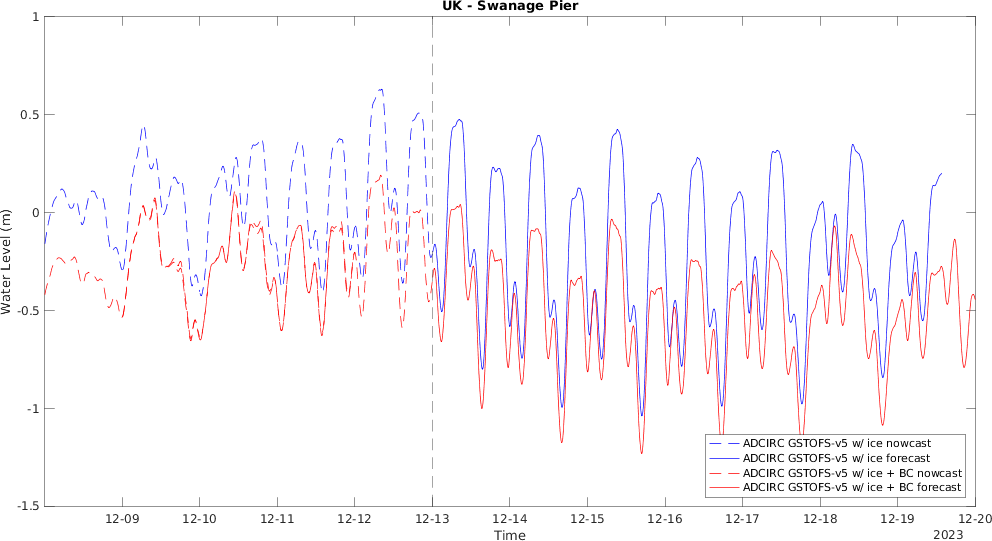 UK - Swanage Pier
1
0.5
0
-0.5
-1
-1.5
Water Level (m)
12-09
12-10
12-11
12-12
12-13
12-14
12-15
12-16
12-17
12-18
12-19
12-20
Time
2023
ADCIRC GSTOFS-v5 w/ ice nowcast
ADCIRC GSTOFS-v5 w/ ice forecast
ADCIRC GSTOFS-v5 w/ ice + BC nowcast
ADCIRC GSTOFS-v5 w/ ice + BC forecast